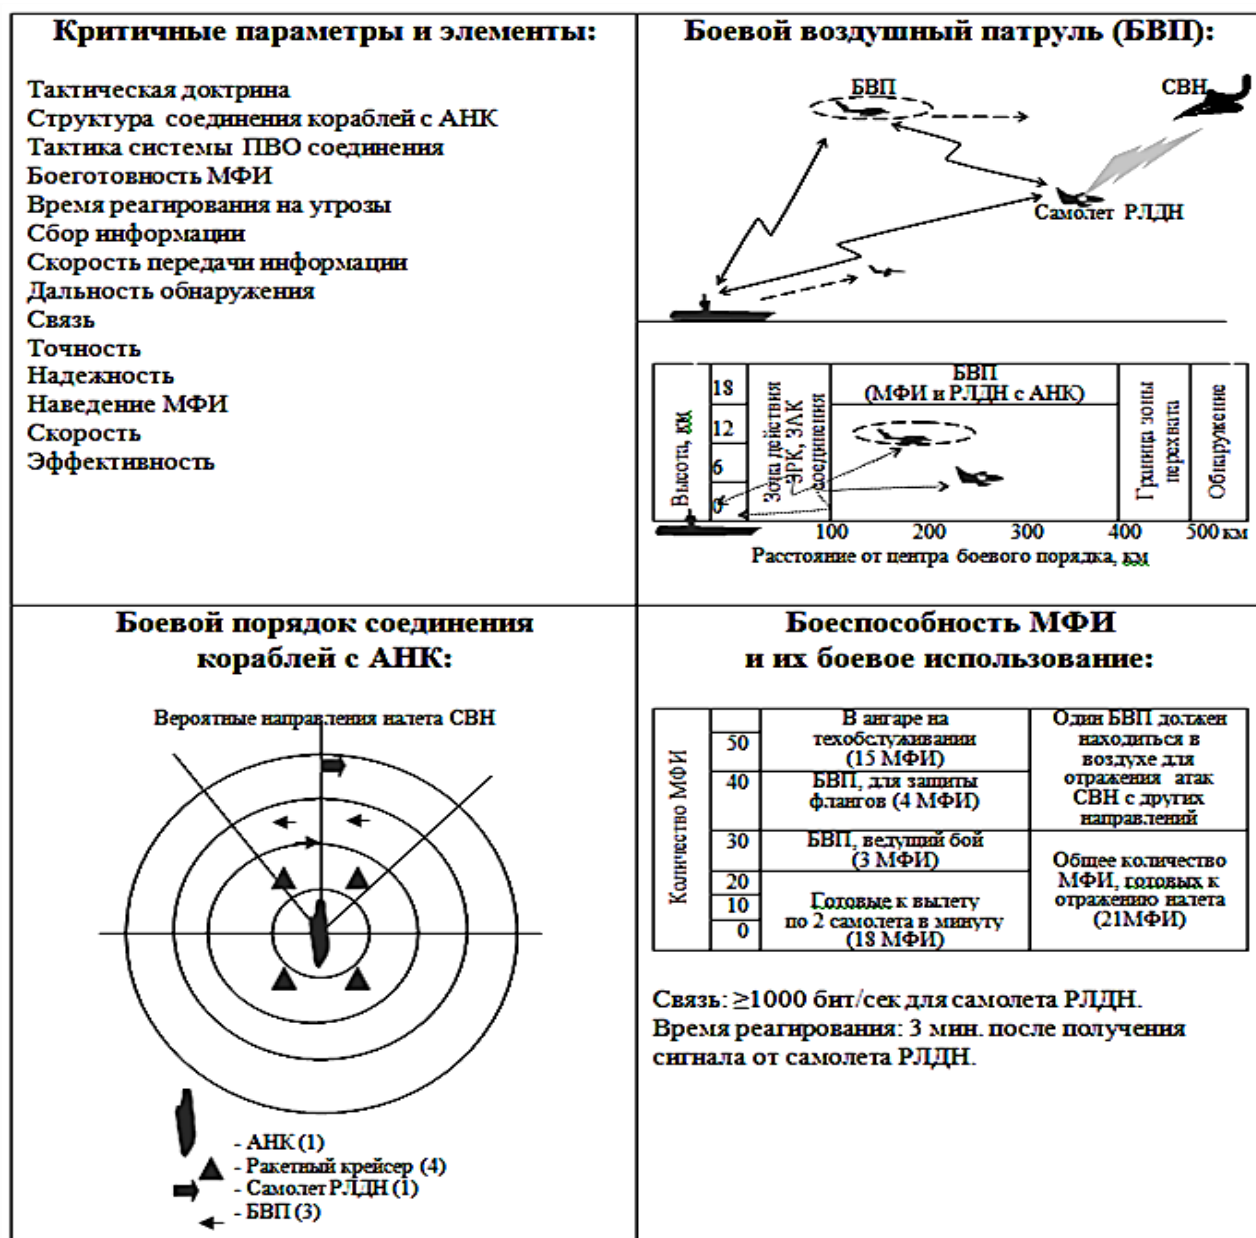 Критичные параметры и элементы:
Тактическая доктрина
Структура соединения кораблей с АНК
Тактика системы ПВО соединения
Боеготовность МФИ
Время реагирования на угрозы
Сбор информации
Скорость передачи информации
Дальность обнаружения
Связь
Точность
Надежность
Наведение МФИ
Скорость
Эффективность
Боевой воздушный патруль (БВП):
БВП
СВН
Самолет РЛДН
Высота, км
18
12
6
0
Зона действия
ЗРК, ЗАК
соединения
БВП
(МФИ и РЛДН с АНК)
Граница зоны
перехвата
Обнаружение
100 200 300 400 500 км
Расстояние от центра боевого порядка, км
Боевой порядок соединения
кораблей с АНК:
Вероятные направления налета СВН
- АНК (1)
- Ракетный крейсер (4)
- Самолет РЛДН (1)
- БВП (3)
Боеспособность МФИ
и их боевое использование:
Количество МФИ
50
40
30
20
10
0
В ангаре на
техобслуживании
(15 МФИ)
БВП, для защиты
флангов (4 МФИ)
БВП, ведущий бой
(3 МФИ)
Готовые к вылету
по 2 самолета в минуту
(18 МФИ)
Один БВП должен
находиться в
воздухе для
отражения атак
СВН с других
направлений
Общее количество
МФИ, готовых к
отражению налета
(21МФИ)
Связь: ≥1000 бит/сек для самолета РЛДН.
Время реагирования: 3 мин. после получения
сигнала от самолета РЛДН.